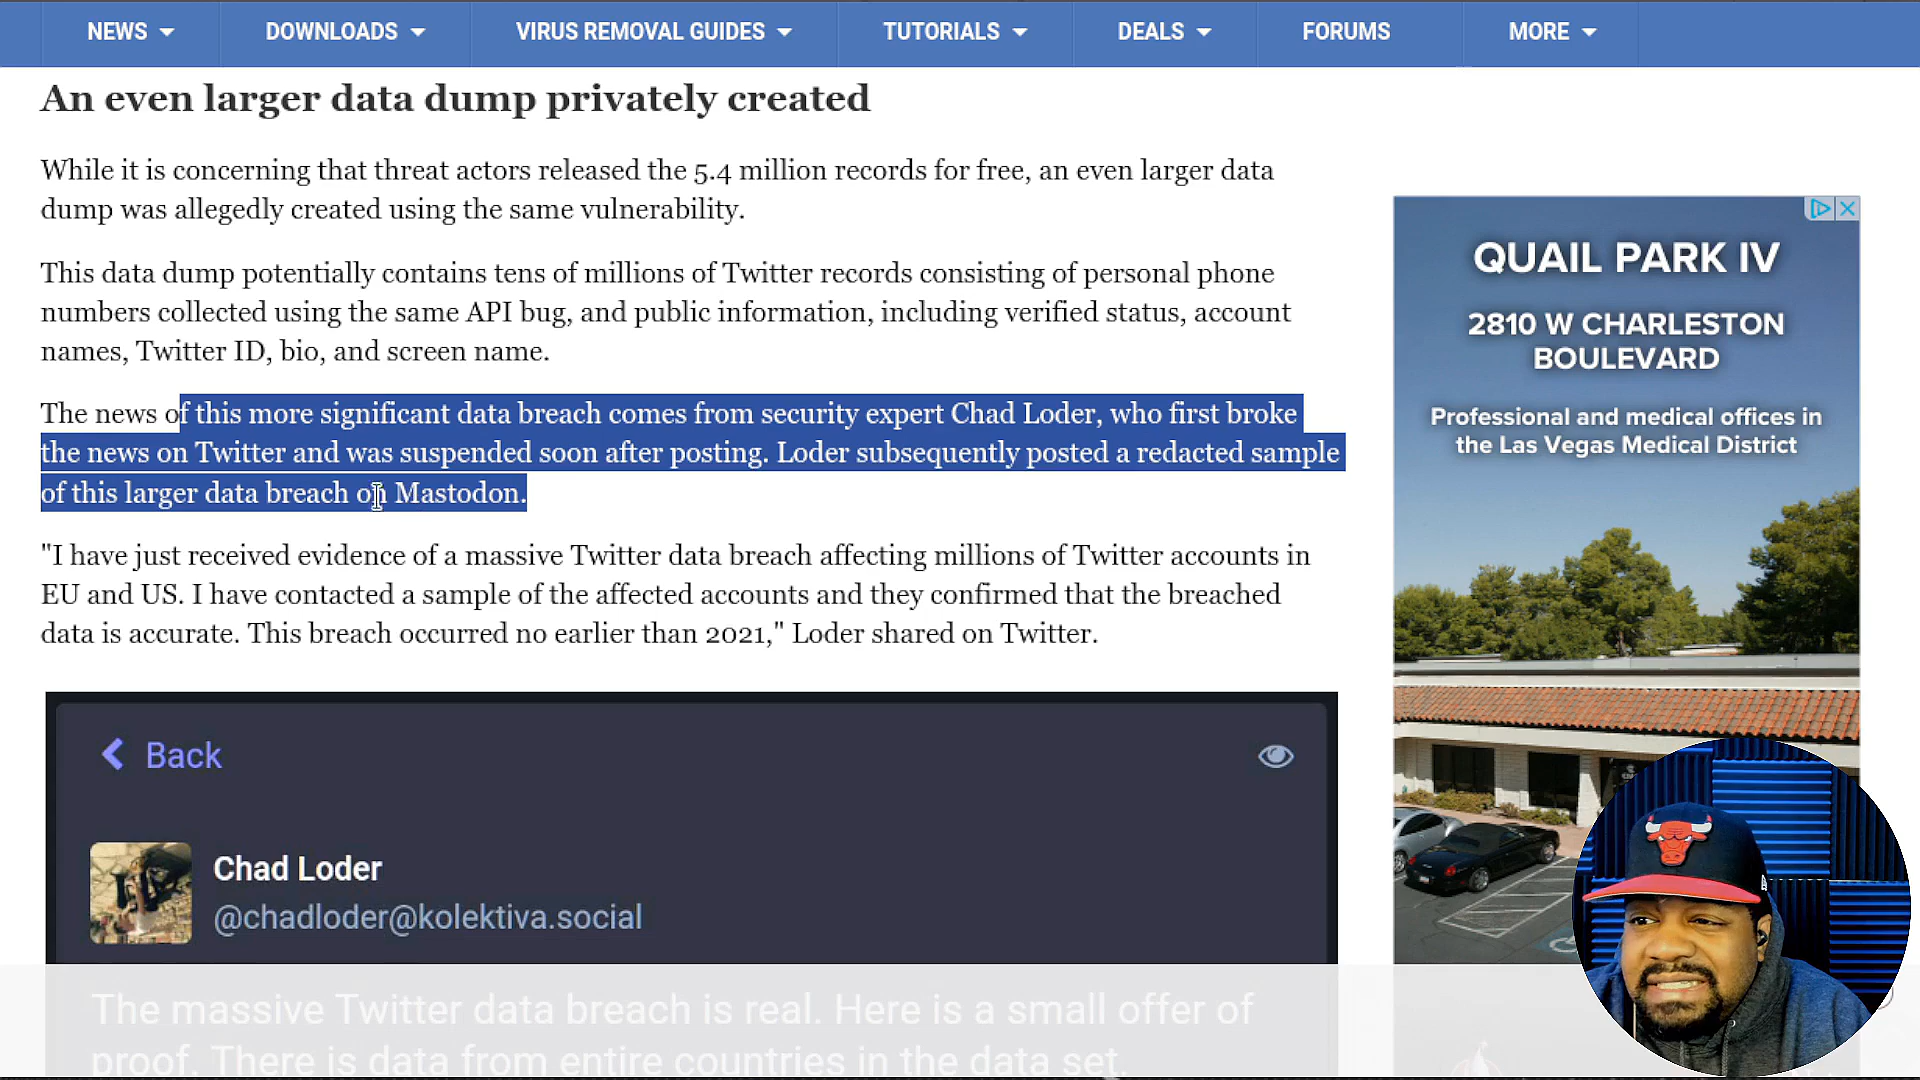 NEWS DOWNLOADS VIRUS REMOVAL GUIDES TUTORIALS DEALS FORUMS MORE
An even larger data dump privately created
While it is concerning that threat actors released the 5.4 million records for free, an even larger data
dump was allegedly created using the same vulnerability.
This data dump potentially contains tens of millions of Twitter records consisting of personal phone
numbers collected using the same API bug, and public information, including verified status, account
names, Twitter ID, bio, and screen name.
The news of this more significant data breach comes from security expert Chad Loder, who first broke
the news on Twitter and was suspended soon after posting. Loder subsequently posted a redacted sample
of this larger data breach on Mastodon.
"I have just received evidence of a massive Twitter data breach affecting millions of Twitter accounts in
EU and US. I have contacted a sample of the affected accounts and they confirmed that the breached
data is accurate. This breach occurred no earlier than 2021," Loder shared on Twitter.
Back
Chad Loder
@chadloder@kolektiva.social
The massive Twitter data breach is real. Here is a small offer of
proof. There is data from entire countries in the data set.
QUAIL PARK IV
2810 W CHARLESTON
BOULEVARD
Professional and medical offices in
the Las Vegas Medical District